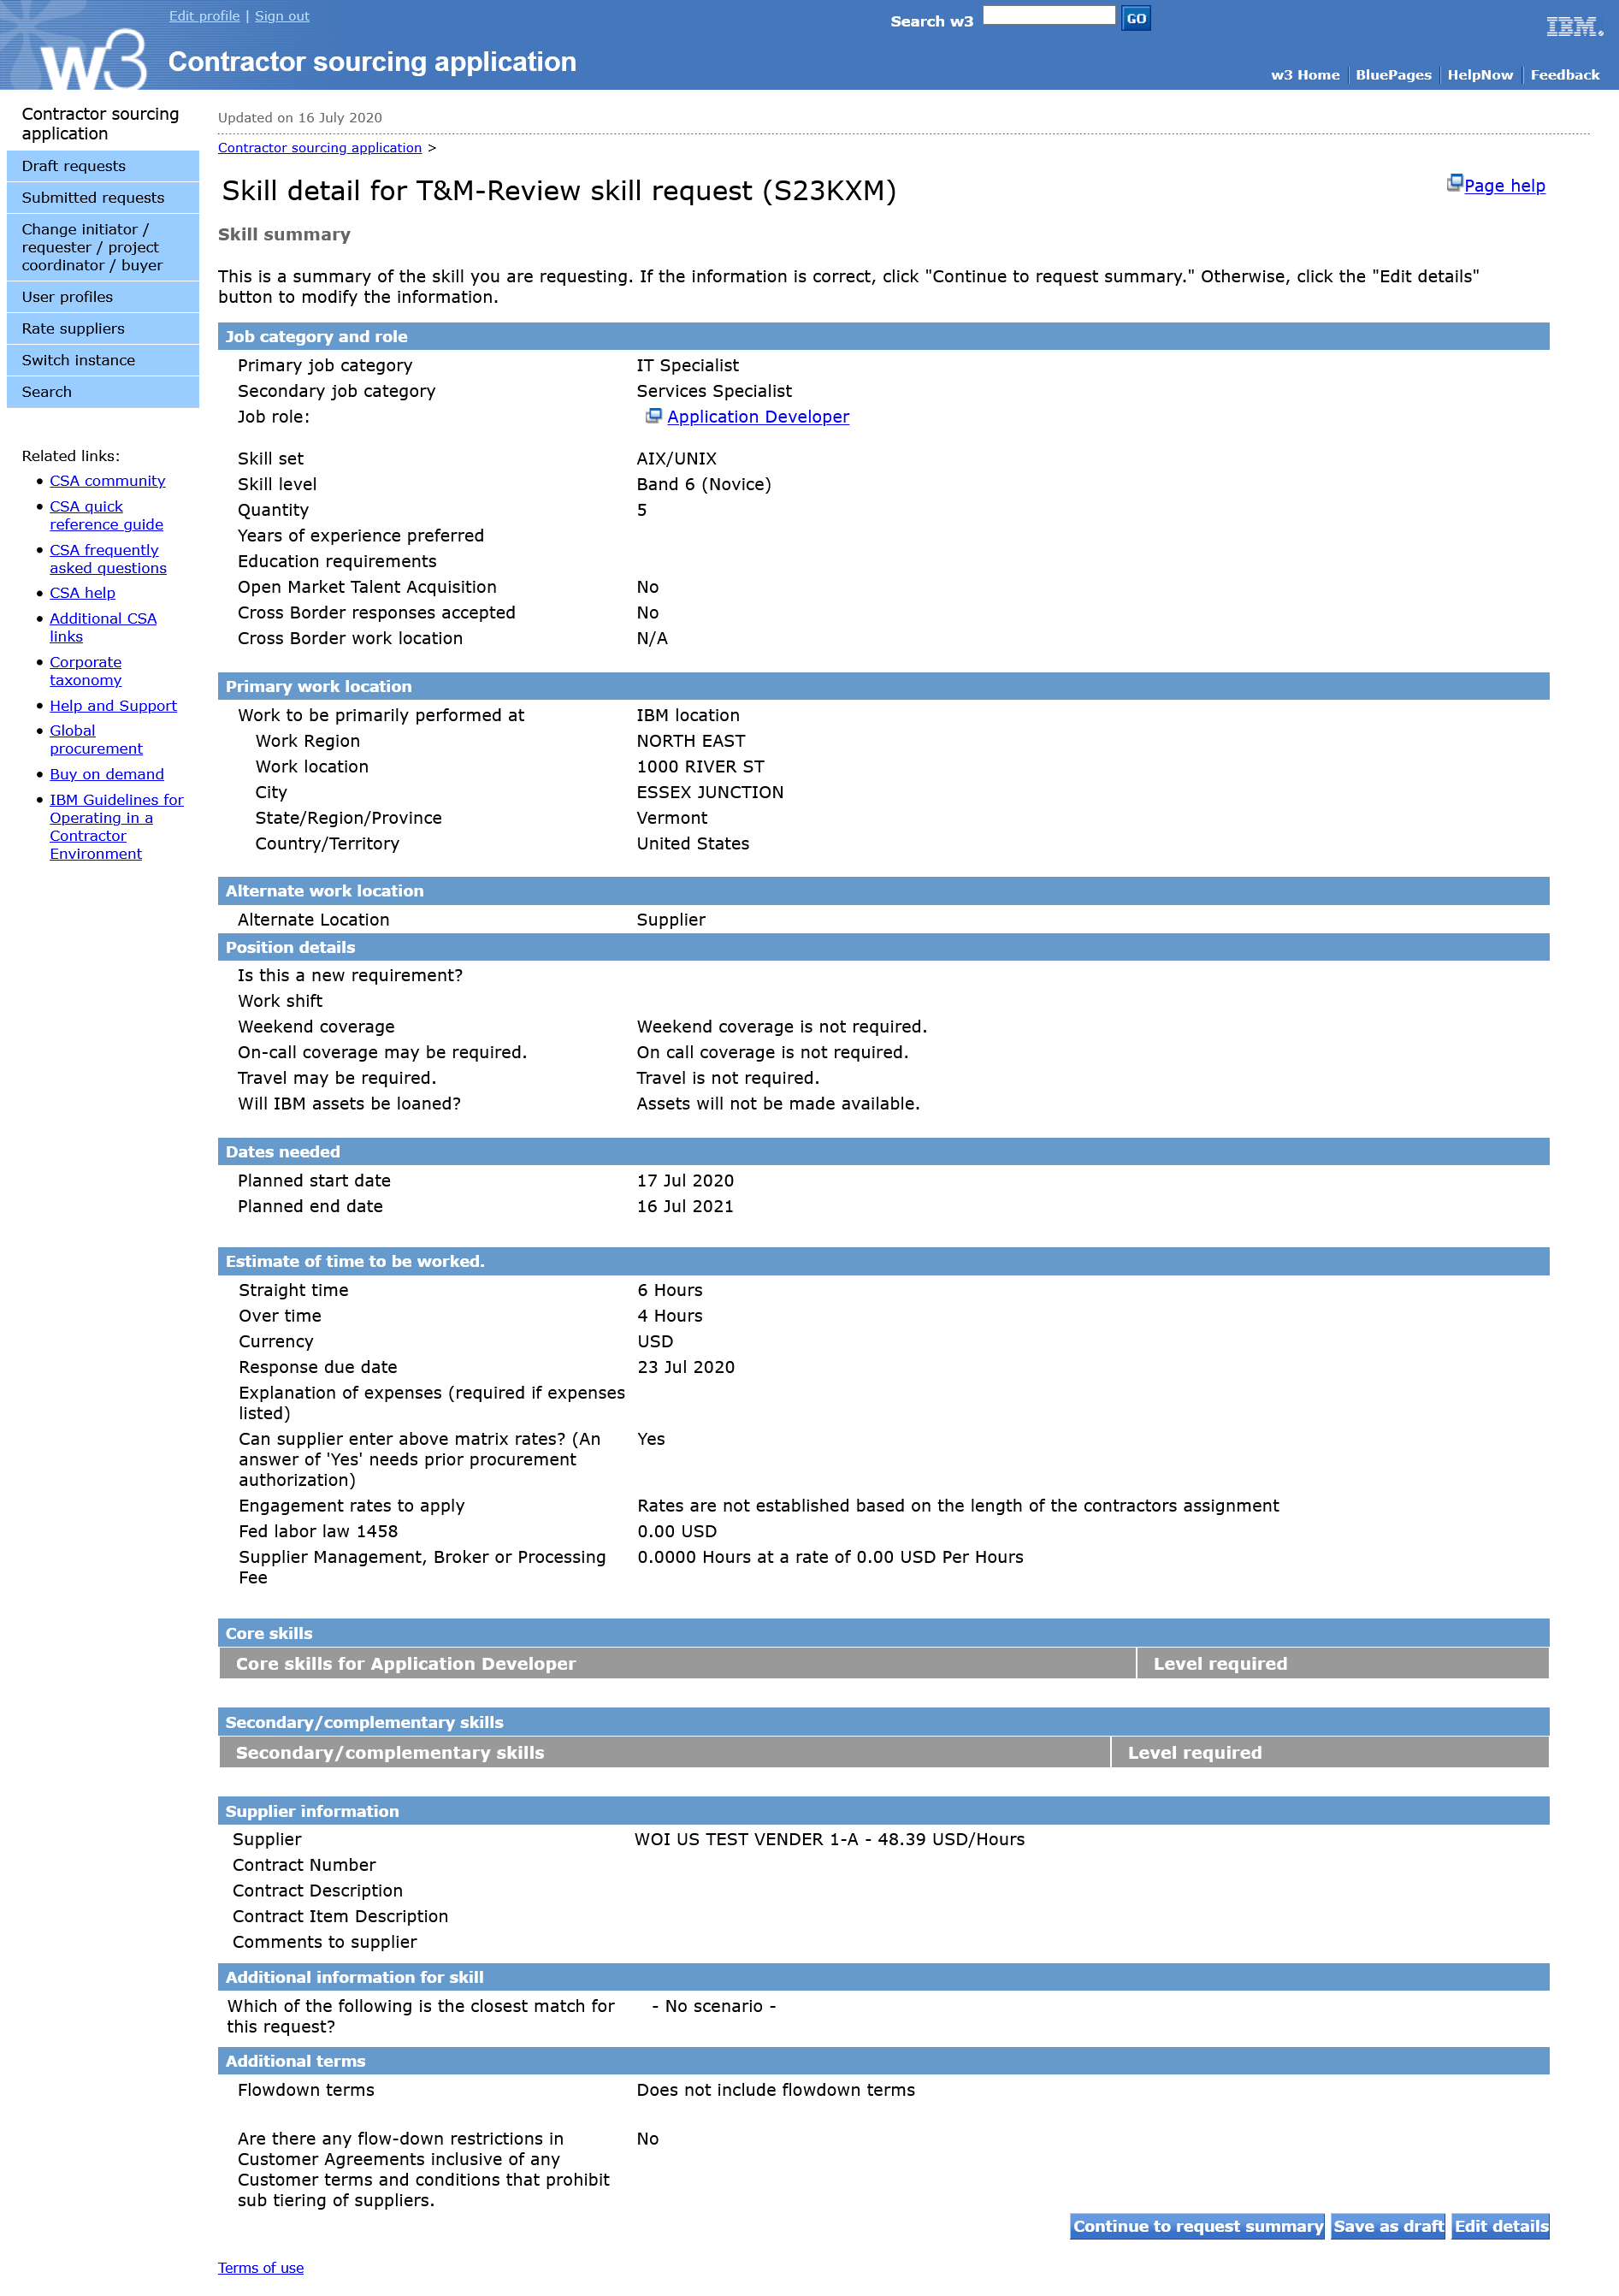 Edit profile | Sign out
Search w3
GO
IBM.
w3
Contractor sourcing application
w3 Home
BluePages
HelpNow
Feedback
Contractor sourcing
application
Draft requests
Submitted requests
Change initiator /
requester / project
coordinator / buyer
User profiles
Rate suppliers
Switch instance
Search
Related links:
CSA community
CSA quick
reference guide
CSA frequently
asked questions
CSA help
Additional CSA
links
Corporate
taxonomy
Help and Support
Global
procurement
Buy on demand
IBM Guidelines for
Operating in a
Contractor
Environment
Updated on 16 July 2020
Contractor sourcing application >
Skill detail for T&M-Review skill request (S23KXM)
Page help
Skill summary
This is a summary of the skill you are requesting. If the information is correct, click "Continue to request summary." Otherwise, click the "Edit details"
button to modify the information.
Job category and role
Primary job category IT Specialist
Secondary job category Services Specialist
Job role: Application Developer
Skill set AIX/UNIX
Skill level Band 6 (Novice)
Quantity 5
Years of experience preferred
Education requirements
Open Market Talent Acquisition No
Cross Border responses accepted No
Cross Border work location N/A
Primary work location
Work to be primarily performed at IBM location
Work Region NORTH EAST
Work location 1000 RIVER ST
City ESSEX JUNCTION
State/Region/Province Vermont
Country/Territory United States
Alternate work location
Alternate Location Supplier
Position details
Is this a new requirement?
Work shift
Weekend coverage Weekend coverage is not required.
On-call coverage may be required. On call coverage is not required.
Travel may be required. Travel is not required.
Will IBM assets be loaned? Assets will not be made available.
Dates needed
Planned start date 17 Jul 2020
Planned end date 16 Jul 2021
Estimate of time to be worked.
Straight time 6 Hours
Over time 4 Hours
Currency USD
Response due date 23 Jul 2020
Explanation of expenses (required if expenses
listed)
Can supplier enter above matrix rates? (An Yes
answer of 'Yes' needs prior procurement
authorization)
Engagement rates to apply Rates are not established based on the length of the contractors assignment
Fed labor law 1458 0.00 USD
Supplier Management, Broker or Processing 0.0000 Hours at a rate of 0.00 USD Per Hours
Fee
Core skills
Core skills for Application Developer Level required
Secondary/complementary skills
Secondary/complementary skills Level required
Supplier information
Supplier WOI US TEST VENDER 1-A - 48.39 USD/Hours
Contract Number
Contract Description
Contract Item Description
Comments to supplier
Additional information for skill
Which of the following is the closest match for - No scenario -
this request?
Additional terms
Flowdown terms Does not include flowdown terms
Are there any flow-down restrictions in No
Customer Agreements inclusive of any
Customer terms and conditions that prohibit
sub tiering of suppliers.
Continue to request summary Save as draft Edit details
Terms of use